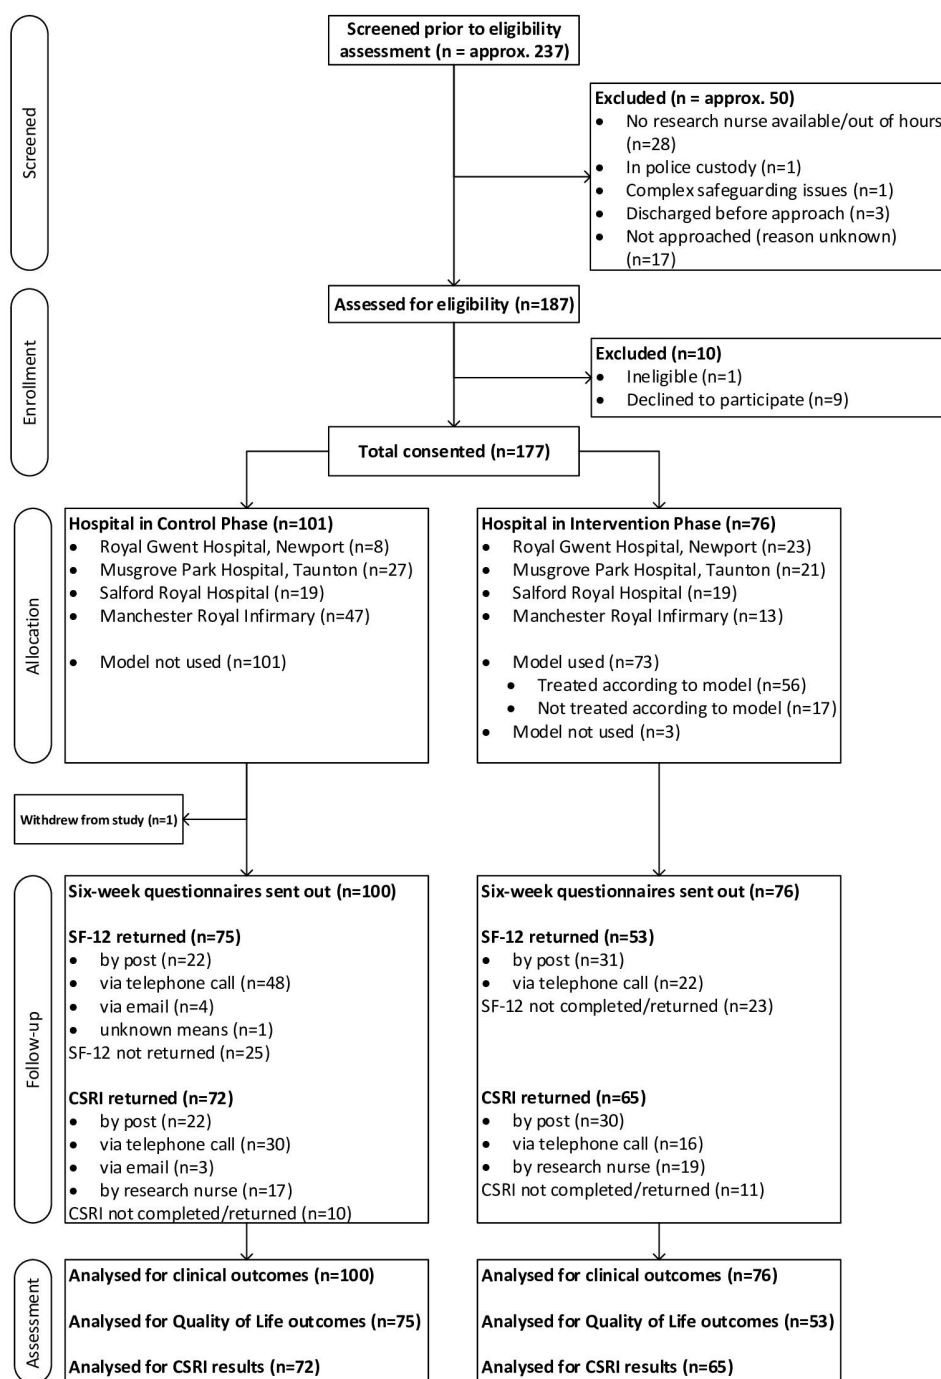 Screened
Screened prior to eligibility
assessment (n = approx. 237)
Excluded (n = approx. 50)
● No research nurse available/out of hours
(n=28)
● In police custody (n=1)
● Complex safeguarding issues (n=1)
● Discharged before approach (n=3)
● Not approached (reason unknown)
(n=17)
Enrollment
Assessed for eligibility (n=187)
Excluded (n=10)
● Ineligible (n=1)
● Declined to participate (n=9)
Total consented (n=177)
Allocation
Hospital in Control Phase (n=101)
● Royal Gwent Hospital, Newport (n=8)
● Musgrove Park Hospital, Taunton (n=27)
● Salford Royal Hospital (n=19)
● Manchester Royal Infirmary (n=47)
● Model not used (n=101)
Hospital in Intervention Phase (n=76)
● Royal Gwent Hospital, Newport (n=23)
● Musgrove Park Hospital, Taunton (n=21)
● Salford Royal Hospital (n=19)
● Manchester Royal Infirmary (n=13)
● Model used (n=73)
● Treated according to model (n=56)
● Not treated according to model (n=17)
● Model not used (n=3)
Withdrew from study (n=1)
Follow-up
Six-week questionnaires sent out (n=100)
SF-12 returned (n=75)
● by post (n=22)
● via telephone call (n=48)
● via email (n=4)
● unknown means (n=1)
SF-12 not returned (n=25)
CSRI returned (n=72)
● by post (n=22)
● via telephone call (n=30)
● via email (n=3)
● by research nurse (n=17)
CSRI not completed/returned (n=10)
Six-week questionnaires sent out (n=76)
SF-12 returned (n=53)
● by post (n=31)
● via telephone call (n=22)
SF-12 not completed/returned (n=23)
CSRI returned (n=65)
● by post (n=30)
● via telephone call (n=16)
● by research nurse (n=19)
CSRI not completed/returned (n=11)
Assessment
Analysed for clinical outcomes (n=100)
Analysed for Quality of Life outcomes (n=75)
Analysed for CSRI results (n=72)
Analysed for clinical outcomes (n=76)
Analysed for Quality of Life outcomes (n=53)
Analysed for CSRI results (n=65)